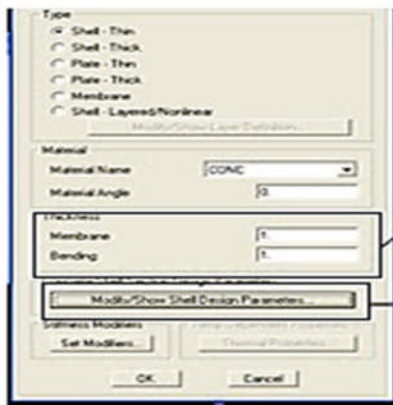 Type
Shell - Thin
Shell - Thick
Plate - Thin
Plate - Thick
Membrane
Shell - Layered/Nonlinear
Modify/Show Layer Definition...
Material
Material Name CONC
Material Angle 0.
Thickness
Membrane 1.
Bending 1.
Modify/Show Shell Design Parameters...
Stiffness Modifiers
Set Modifiers...
Thermal Properties...
OK
Cancel